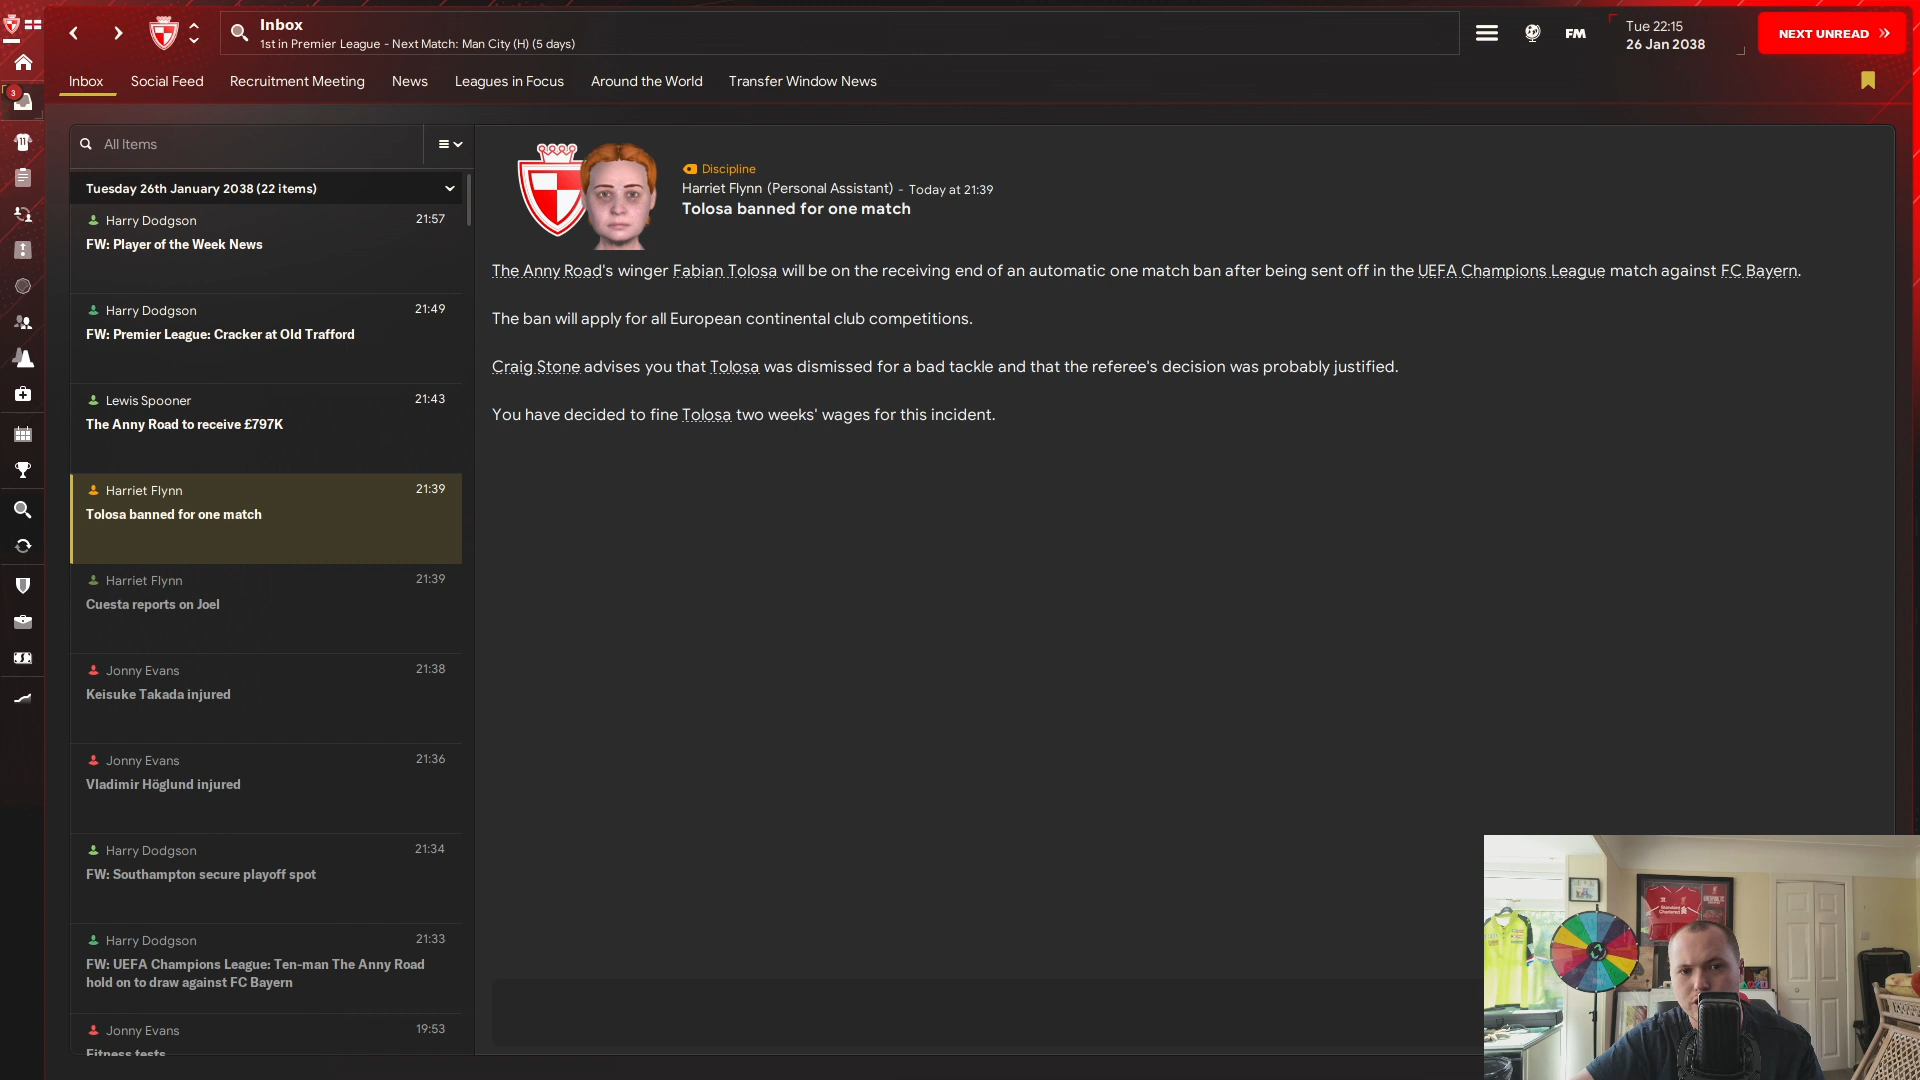 Inbox
1st in Premier League - Next Match: Man City (H) (5 days)
FM
Tue 22:15
26 Jan 2038
NEXT UNREAD
Inbox
Social Feed
Recruitment Meeting
News
Leagues in Focus
Around the World
Transfer Window News
3
11
All Items
Tuesday 26th January 2038 (22 items)
Harry Dodgson 21:57
FW: Player of the Week News
Harry Dodgson 21:49
FW: Premier League: Cracker at Old Trafford
Lewis Spooner 21:43
The Anny Road to receive £797K
Harriet Flynn 21:39
Tolosa banned for one match
Harriet Flynn 21:39
Cuesta reports on Joel
Jonny Evans 21:38
Keisuke Takada injured
Jonny Evans 21:36
Vladimir Höglund injured
Harry Dodgson 21:34
FW: Southampton secure playoff spot
Harry Dodgson 21:33
FW: UEFA Champions League: Ten-man The Anny Road
hold on to draw against FC Bayern
Jonny Evans 19:53
Fitness tests
Discipline
Harriet Flynn (Personal Assistant) - Today at 21:39
Tolosa banned for one match
The Anny Road's winger Fabian Tolosa will be on the receiving end of an automatic one match ban after being sent off in the UEFA Champions League match against FC Bayern.
The ban will apply for all European continental club competitions.
Craig Stone advises you that Tolosa was dismissed for a bad tackle and that the referee's decision was probably justified.
You have decided to fine Tolosa two weeks' wages for this incident.